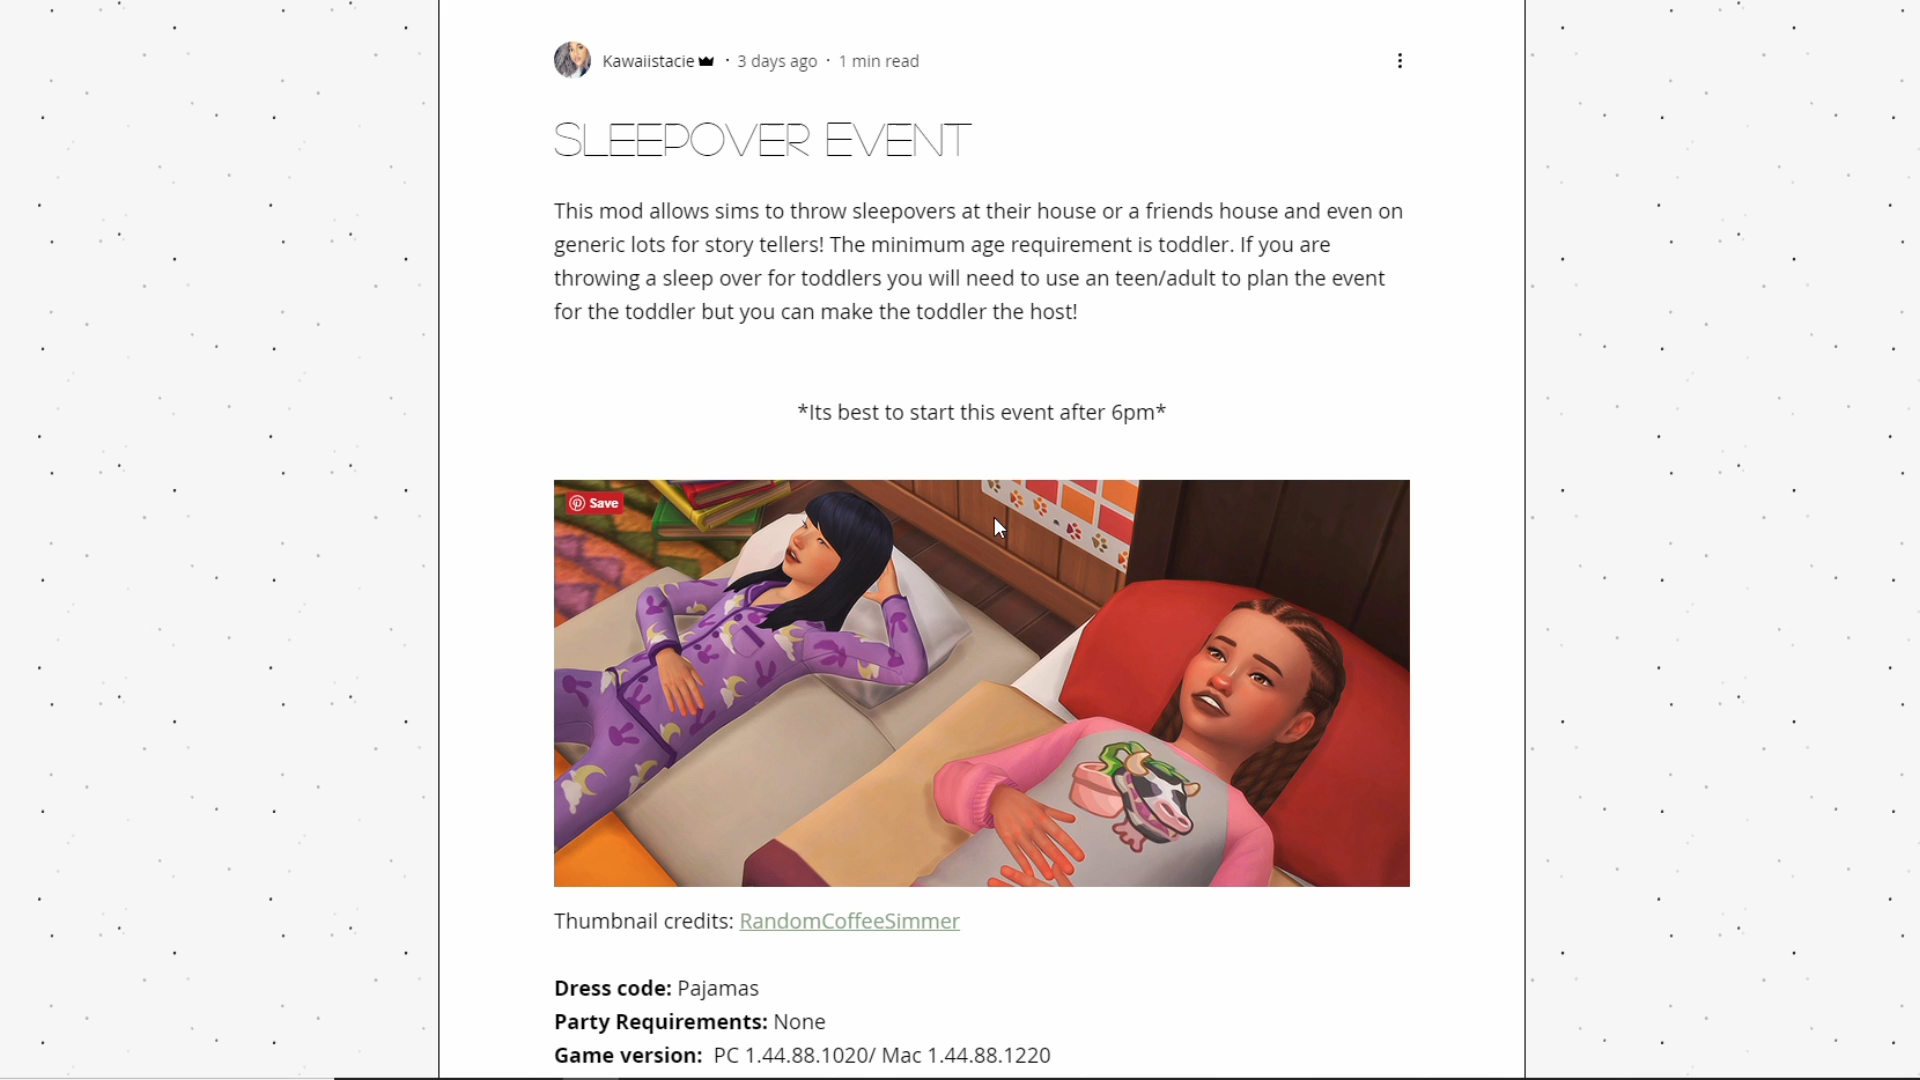 Kawaiistacie · 3 days ago · 1 min read
SLEEPOVER EVENT
This mod allows sims to throw sleepovers at their house or a friends house and even on
generic lots for story tellers! The minimum age requirement is toddler. If you are
throwing a sleep over for toddlers you will need to use an teen/adult to plan the event
for the toddler but you can make the toddler the host!
*Its best to start this event after 6pm*
Save
Thumbnail credits: RandomCoffeeSimmer
Dress code: Pajamas
Party Requirements: None
Game version: PC 1.44.88.1020/ Mac 1.44.88.1220